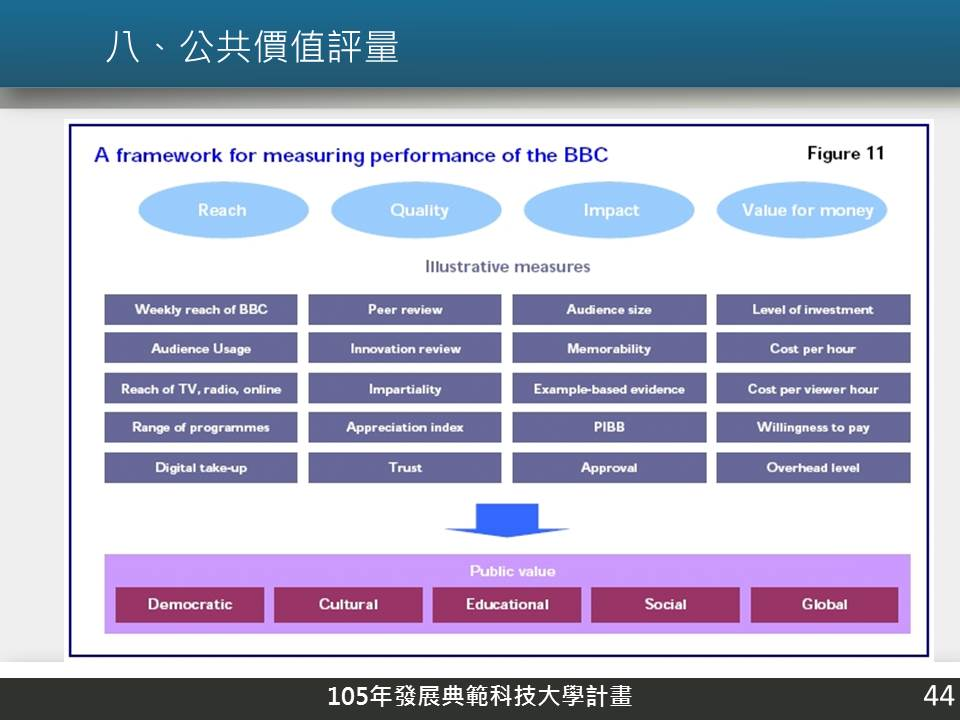 八、公共價值評量
A framework for measuring performance of the BBC Figure 11
Reach Quality Impact Value for money
Illustrative measures
Weekly reach of BBC Peer review Audience size Level of investment
Audience Usage Innovation review Memorability Cost per hour
Reach of TV, radio, online Impartiality Example-based evidence Cost per viewer hour
Range of programmes Appreciation index PIBB Willingness to pay
Digital take-up Trust Approval Overhead level
Public value
Democratic Cultural Educational Social Global
105年發展典範科技大學計畫 44